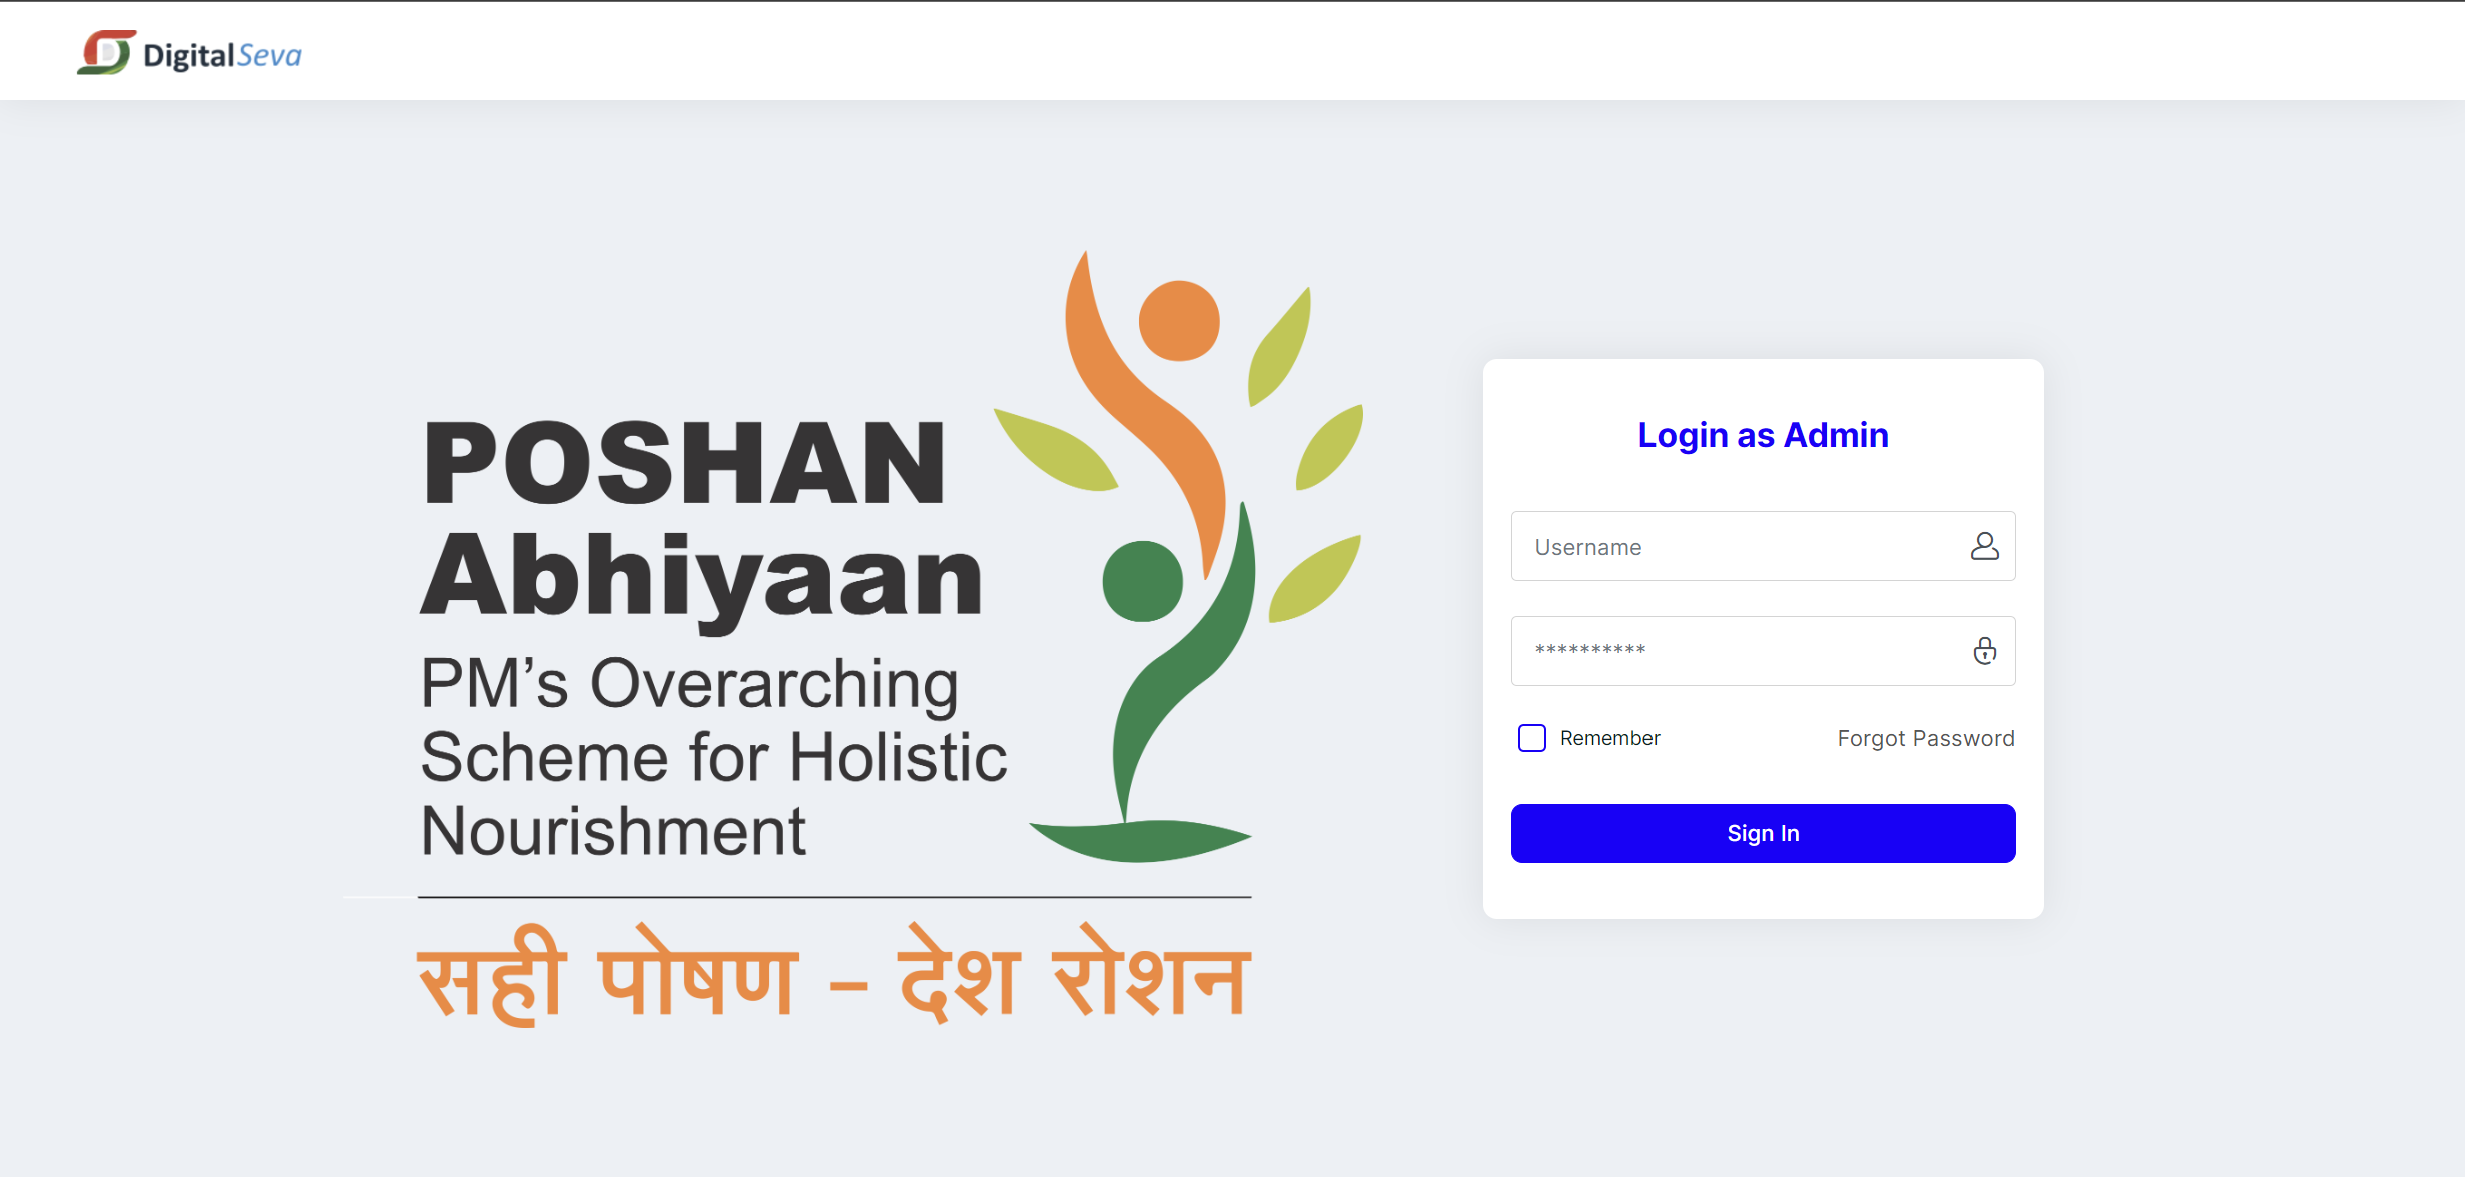 DigitalSeva
POSHAN
Abhiyaan
PM’s Overarching
Scheme for Holistic
Nourishment
सही पोषण – देश रोशन
Login as Admin
Username
**********
Remember
Forgot Password
Sign In